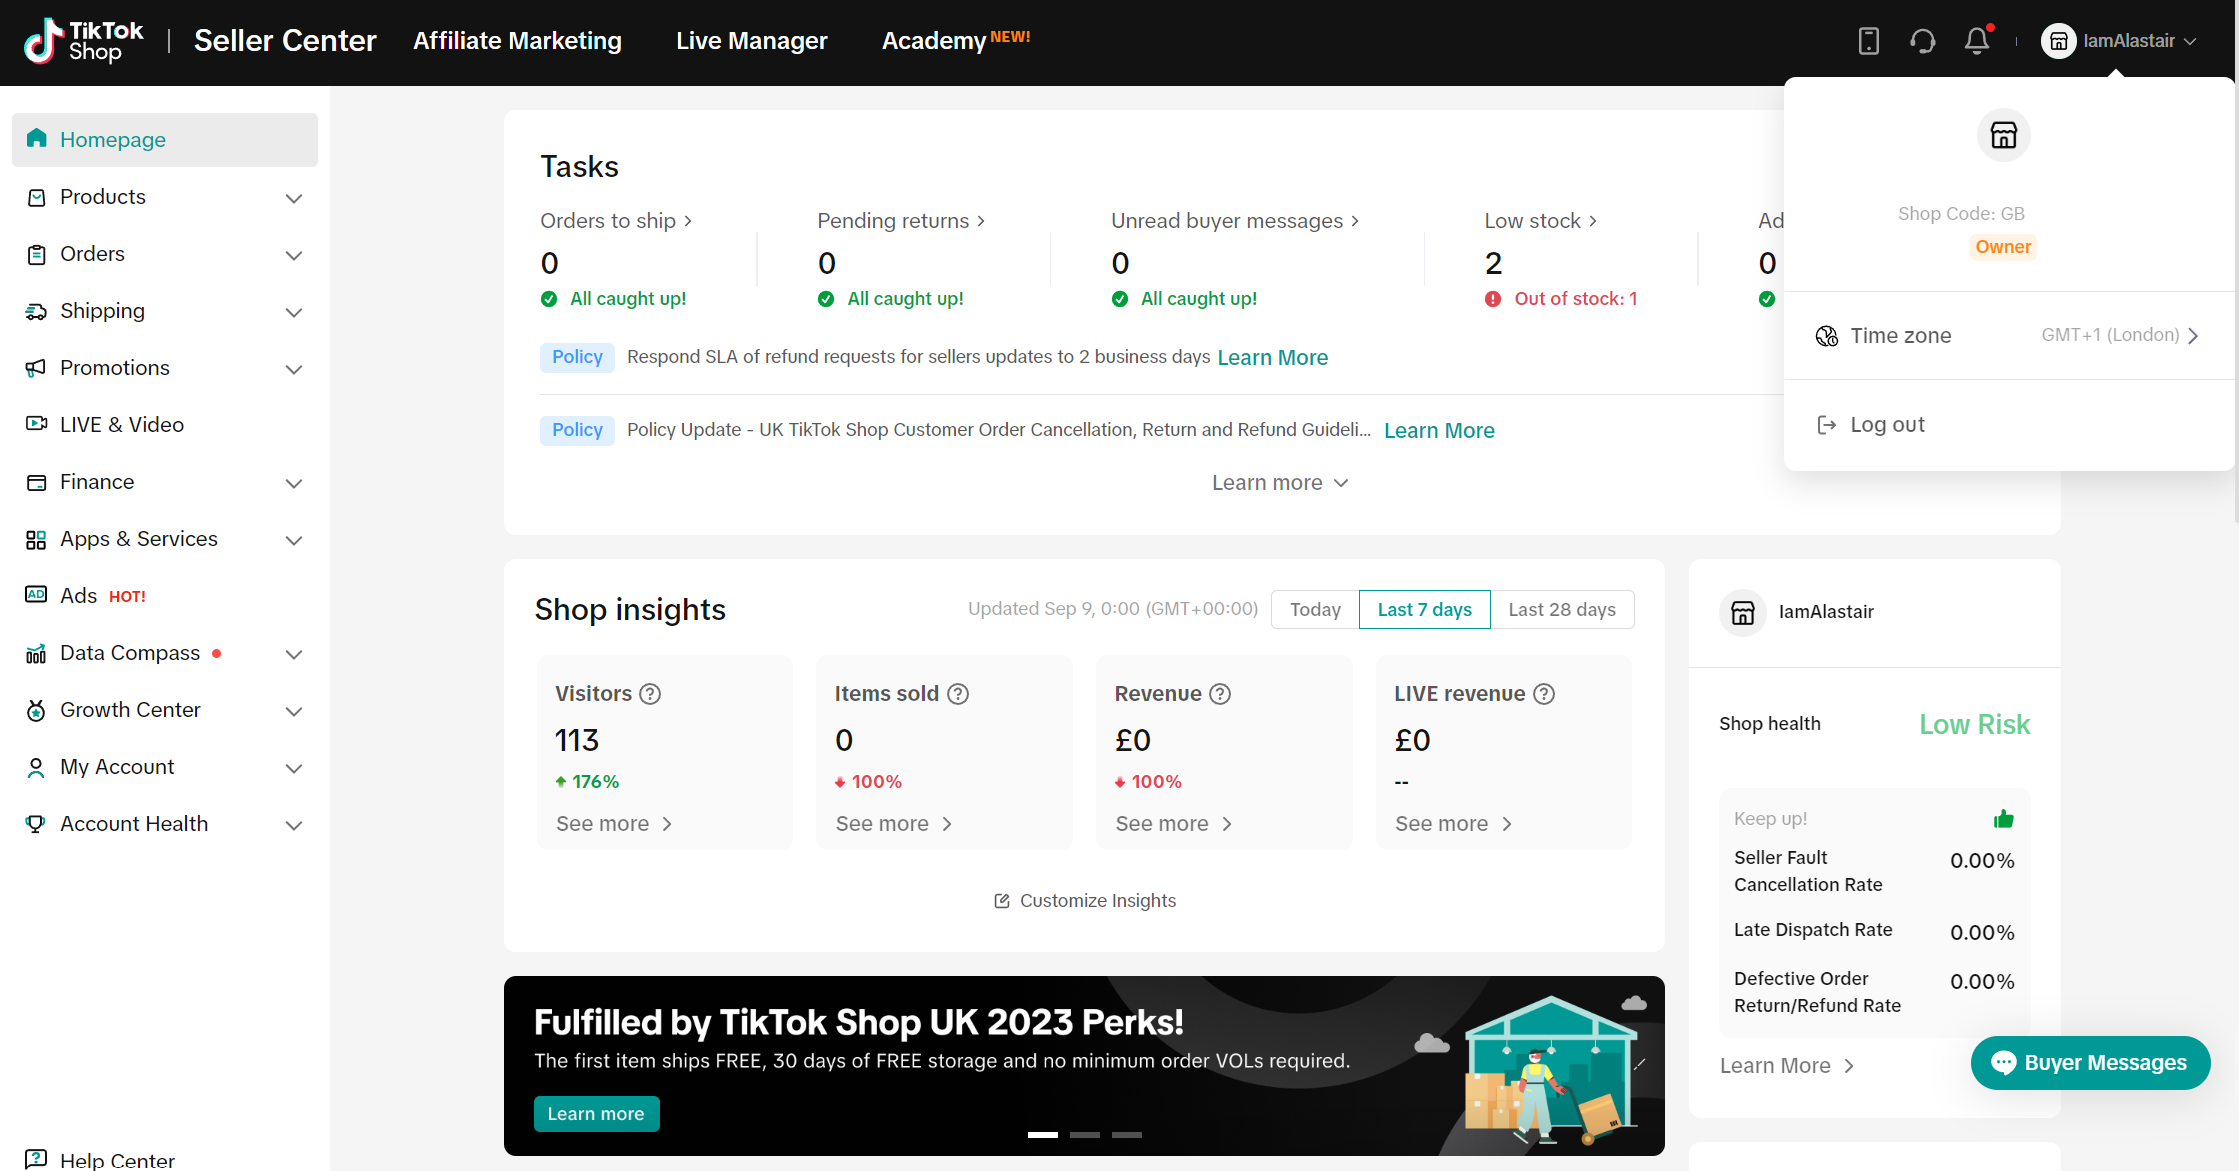 TikTok
Shop
Seller Center
Affiliate Marketing
Live Manager
Academy NEW!
IamAlastair
Shop Code: GB
Owner
Time zone
GMT+1 (London)
Log out
Homepage
Products
Orders
Shipping
Promotions
LIVE & Video
Finance
Apps & Services
AD
Ads HOT!
Data Compass
Growth Center
My Account
Account Health
Help Center
Tasks
Orders to ship
0
All caught up!
Pending returns
0
All caught up!
Unread buyer messages
0
All caught up!
Low stock
2
Out of stock: 1
Ad
0
Policy Respond SLA of refund requests for sellers updates to 2 business days Learn More
Policy Policy Update - UK TikTok Shop Customer Order Cancellation, Return and Refund Guideli... Learn More
Learn more
Shop insights
Updated Sep 9, 0:00 (GMT+00:00)
Today
Last 7 days
Last 28 days
Visitors
113
176%
See more
Items sold
0
100%
See more
Revenue
£0
100%
See more
LIVE revenue
£0
--
See more
Customize Insights
Fulfilled by TikTok Shop UK 2023 Perks!
The first item ships FREE, 30 days of FREE storage and no minimum order VOLs required.
Learn more
IamAlastair
Shop health
Low Risk
Keep up!
Seller Fault
Cancellation Rate
0.00%
Late Dispatch Rate
0.00%
Defective Order
Return/Refund Rate
0.00%
Learn More
Buyer Messages